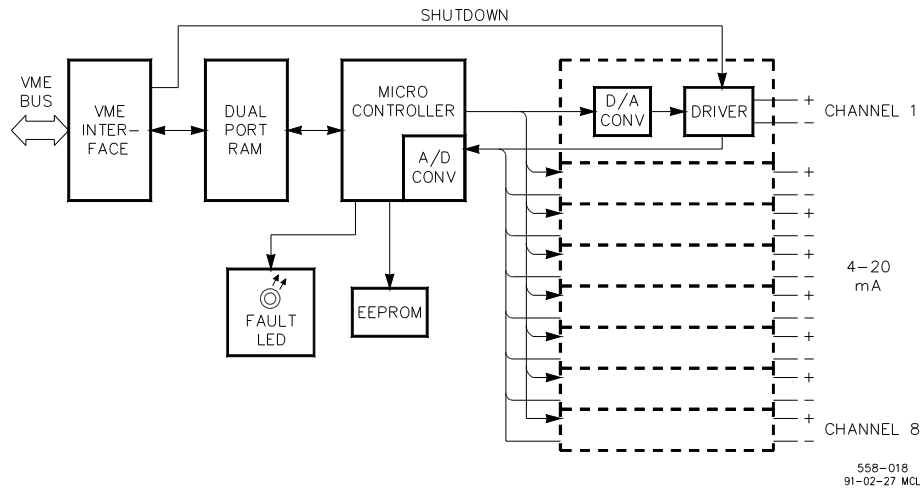 SHUTDOWN
VME
BUS
VME
INTER-
FACE
DUAL
PORT
RAM
MICRO
CONTROLLER
A/D
CONV
D/A
CONV
DRIVER
+
−
CHANNEL 1
+
−
+
−
+
−
+
−
+
−
+
−
+
−
4−20
mA
CHANNEL 8
FAULT
LED
EEPROM
558−018
91−02−27 MCL